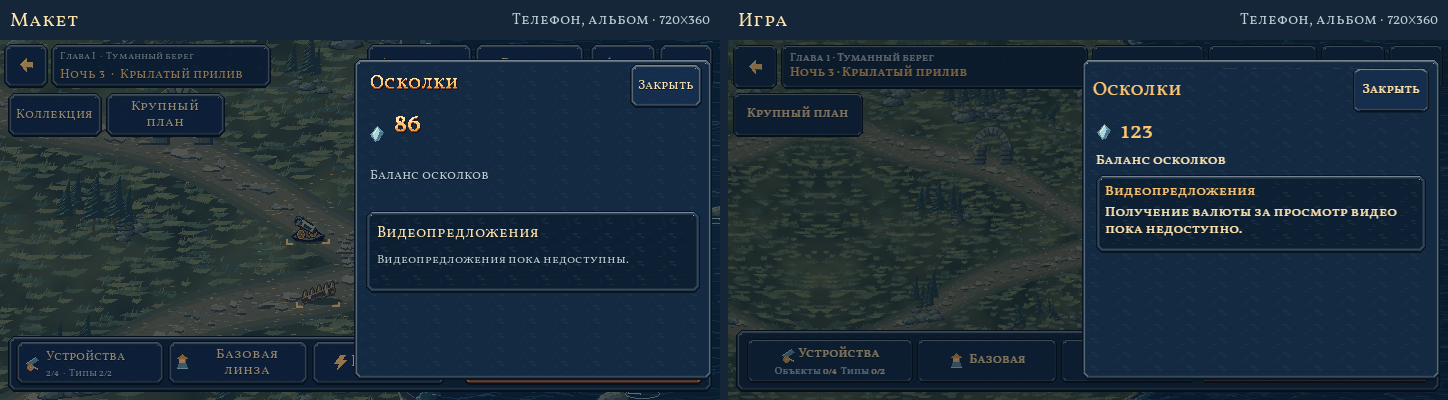 Макет
Телефон, альбом · 720×360
Глава I · Туманный берег
Ночь 3 · Крылатый прилив
Коллекция
Крупный план
Осколки
Закрыть
86
Баланс осколков
Видеопредложения
Видеопредложения пока недоступны.
Устройства
2/4 · Типы 2/2
Базовая линза
Игра
Телефон, альбом · 720×360
Глава 1 · Туманный берег
Ночь 3 · Крылатый прилив
Крупный план
Осколки
Закрыть
123
Баланс осколков
Видеопредложения
Получение валюты за просмотр видео
пока недоступно.
Устройства
Объекты 0/4 Типы 0/2
Базовая